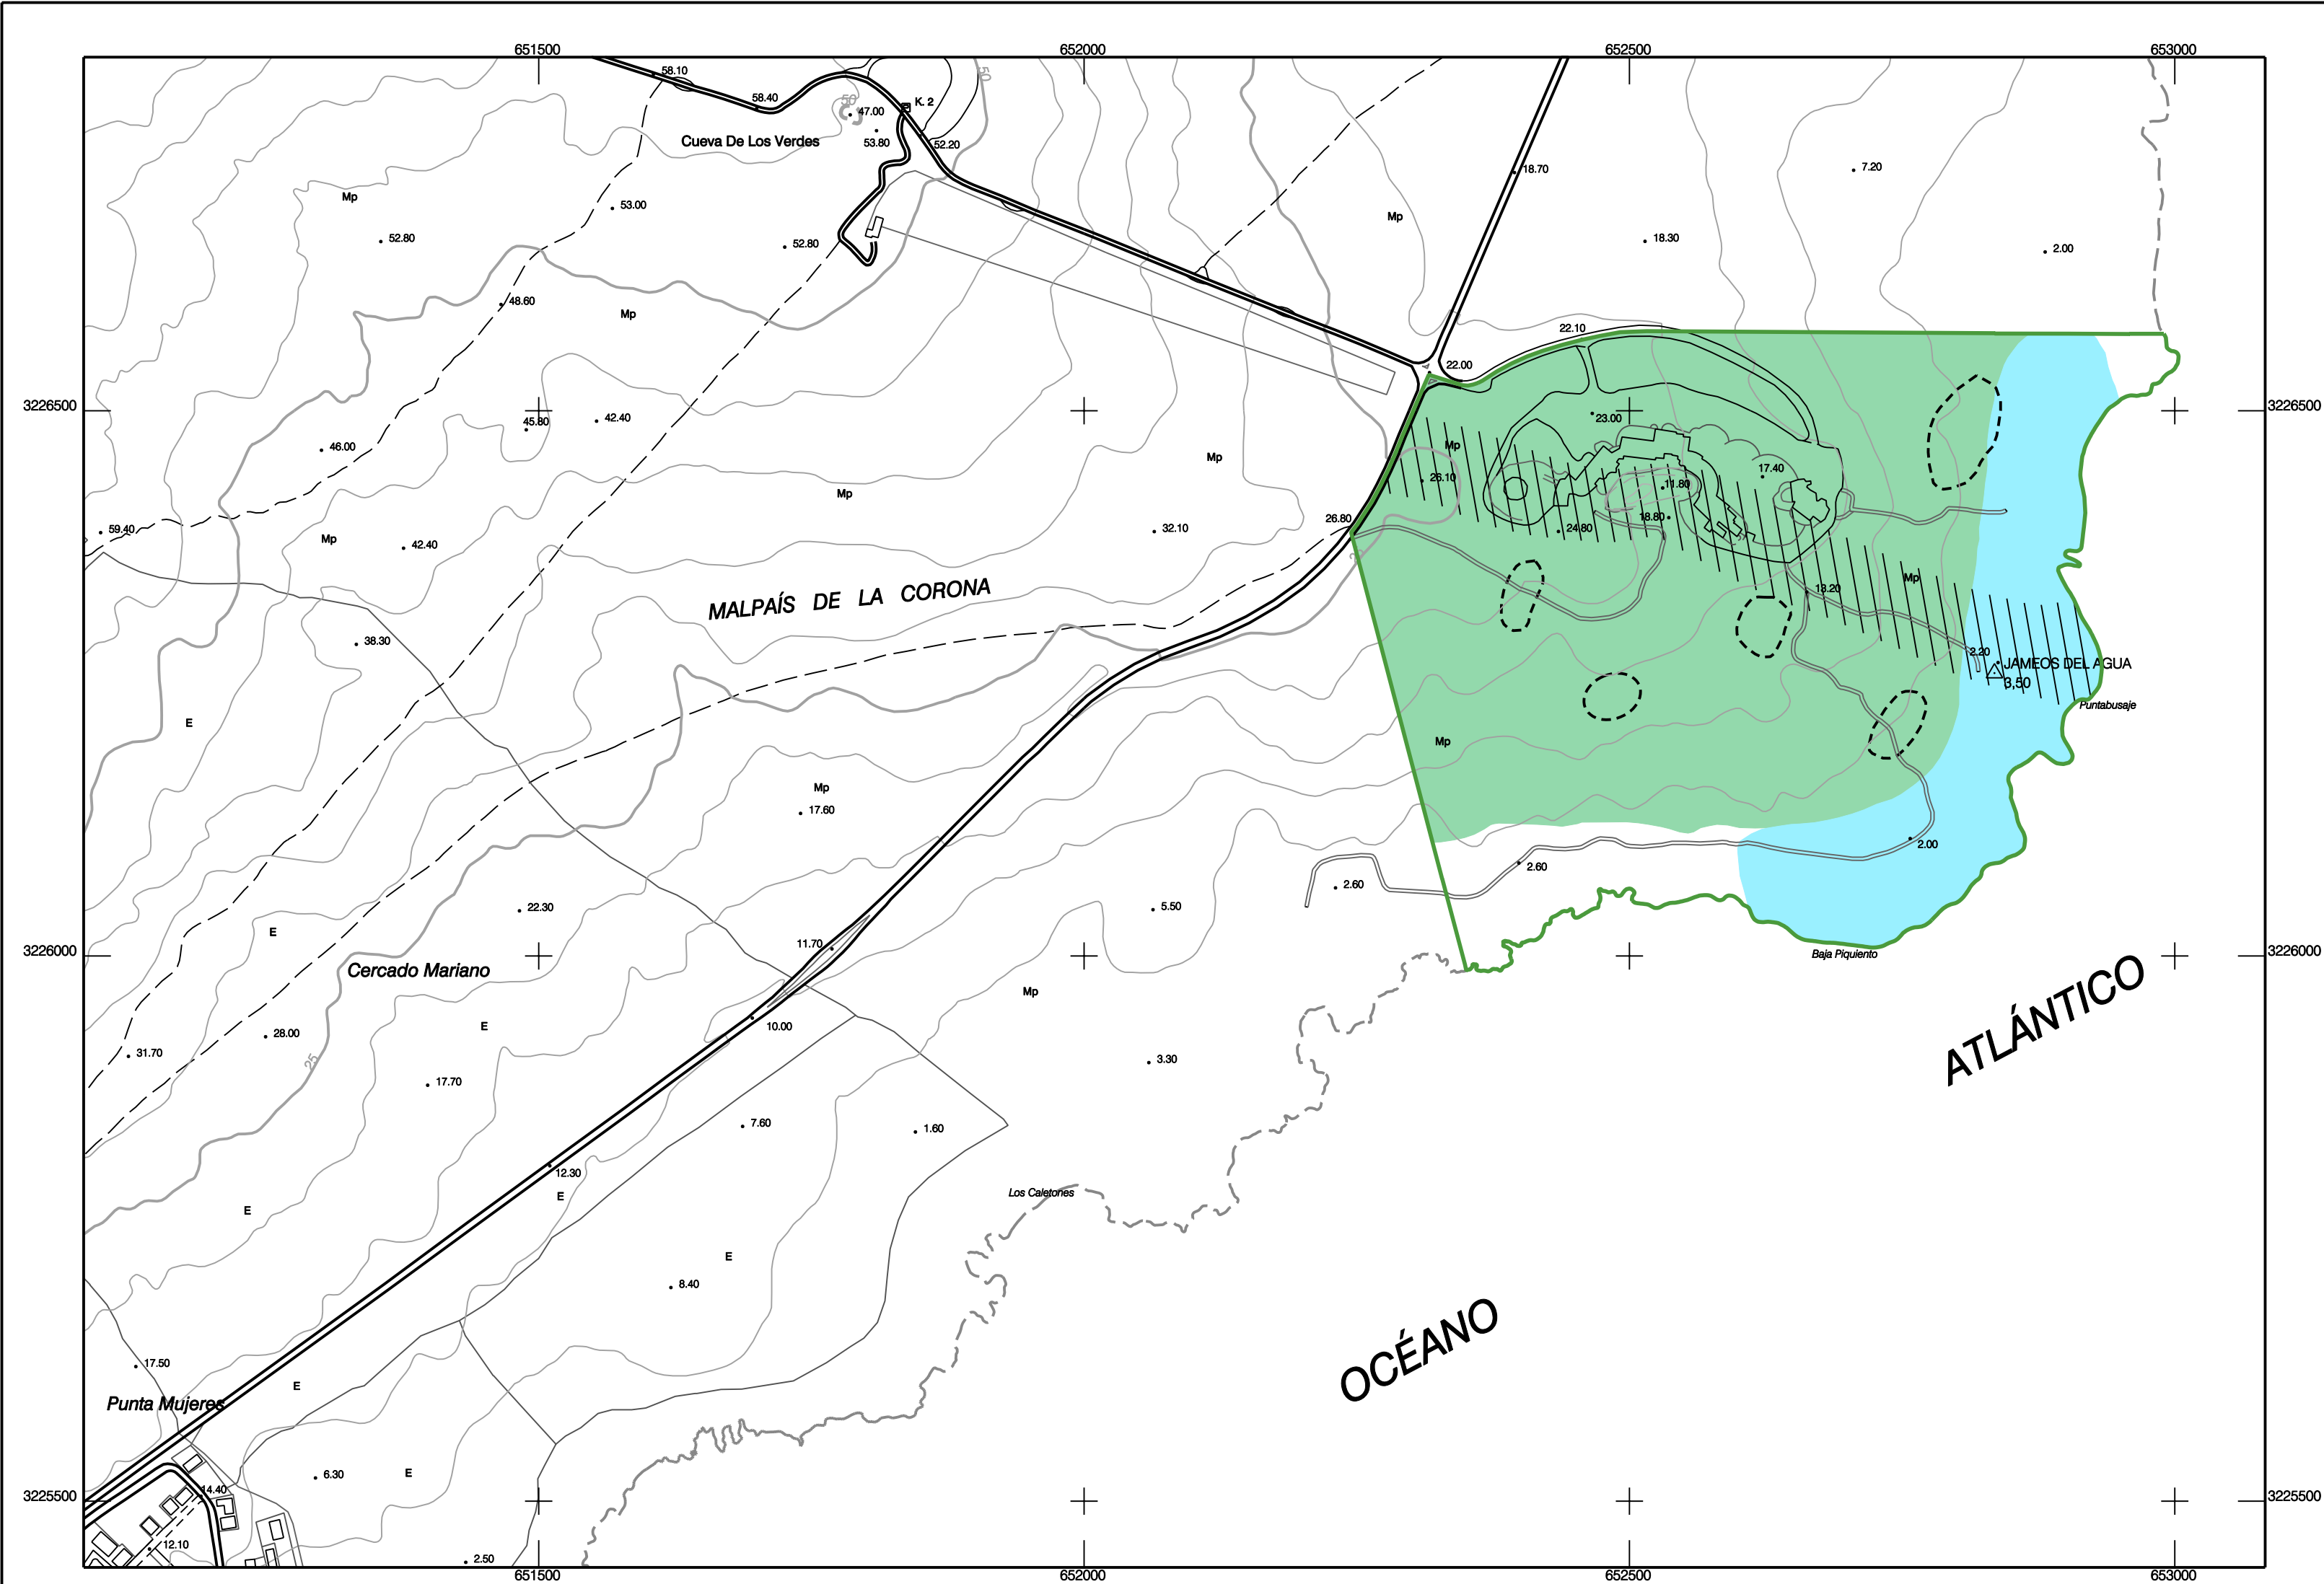 651500 652000 652500 653000
58.10
50
58.40
50
K. 2
47.00
Cueva De Los Verdes
53.80
52.20
18.70
7.20
Mp
53.00
Mp
52.80
52.80
18.30
2.00
48.60
Mp
22.10
22.00
3226500
3226500
45.80
42.40
23.00
46.00
Mp
Mp
17.40
26.10
11.80
Mp
59.40
32.10
26.80
24.80
18.80
Mp
42.40
Mp
13.20
MALPAÍS DE LA CORONA
38.30
2.20
JAMEOS DEL AGUA
3,50
Puntabusaje
E
Mp
Mp
17.60
2.00
2.60
2.60
22.30
5.50
E
11.70
3226000
3226000
Baja Piquiento
Cercado Mariano
Mp
ATLÁNTICO
10.00
E
28.00
31.70
25
3.30
17.70
7.60
1.60
12.30
Los Caletones
E
E
E
8.40
OCÉANO
17.50
E
Punta Mujeres
6.30
E
14.40
3225500
3225500
12.10
2.50
651500 652000 652500 653000